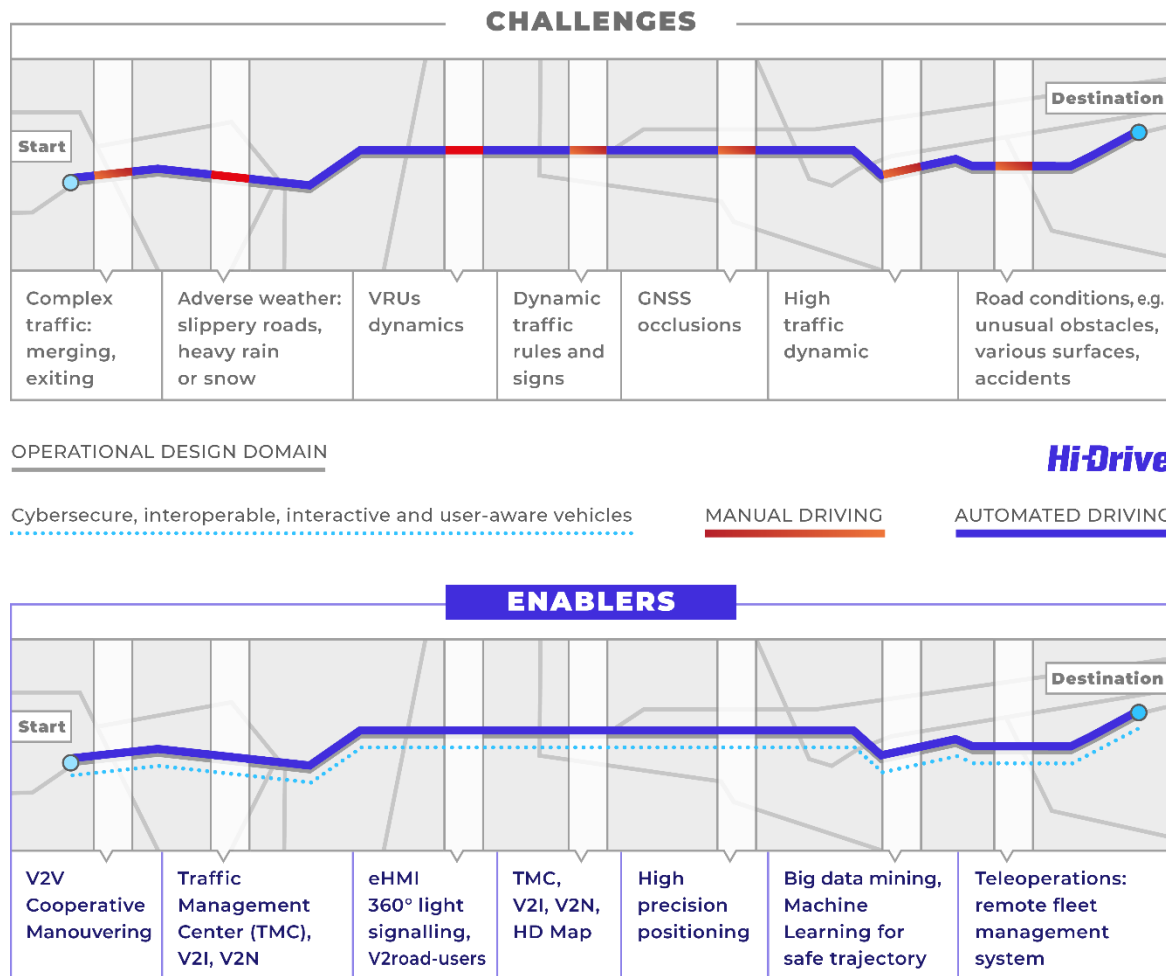 CHALLENGES
Destination
Start
Complex
traffic:
merging,
exiting
Adverse weather:
slippery roads,
heavy rain
or snow
VRUs
dynamics
Dynamic
traffic
rules and
signs
GNSS
occlusions
High
traffic
dynamic
Road conditions, e.g.
unusual obstacles,
various surfaces,
accidents
OPERATIONAL DESIGN DOMAIN
Hi-Drive
Cybersecure, interoperable, interactive and user-aware vehicles
MANUAL DRIVING
AUTOMATED DRIVING
ENABLERS
Destination
Start
V2V
Cooperative
Manouvering
Traffic
Management
Center (TMC),
V2I, V2N
eHMI
360° light
signalling,
V2road-users
TMC,
V2I, V2N,
HD Map
High
precision
positioning
Big data mining,
Machine
Learning for
safe trajectory
Teleoperations:
remote fleet
management
system